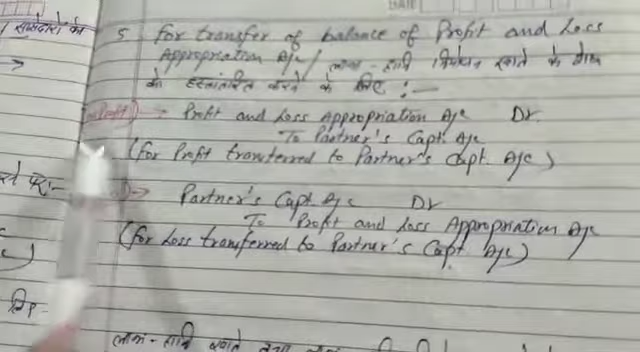 DATE
साझेदारों का
5 for transfer of balance of Profit and Loss
Appropriation A/c / लाभ-हानि नियोजन खाते के शेष
को हस्तांतरित करने के लिए :-
Profit and Loss Appropriation A/c Dr.
To Partner's Capt. A/c
(for Profit transferred to Partner's Capt. A/c)
Partner's Capt A/c Dr
To Profit and Loss Appropriation A/c
(for Loss transferred to Partner's Capt. A/c)
लाभ-हानि खाते